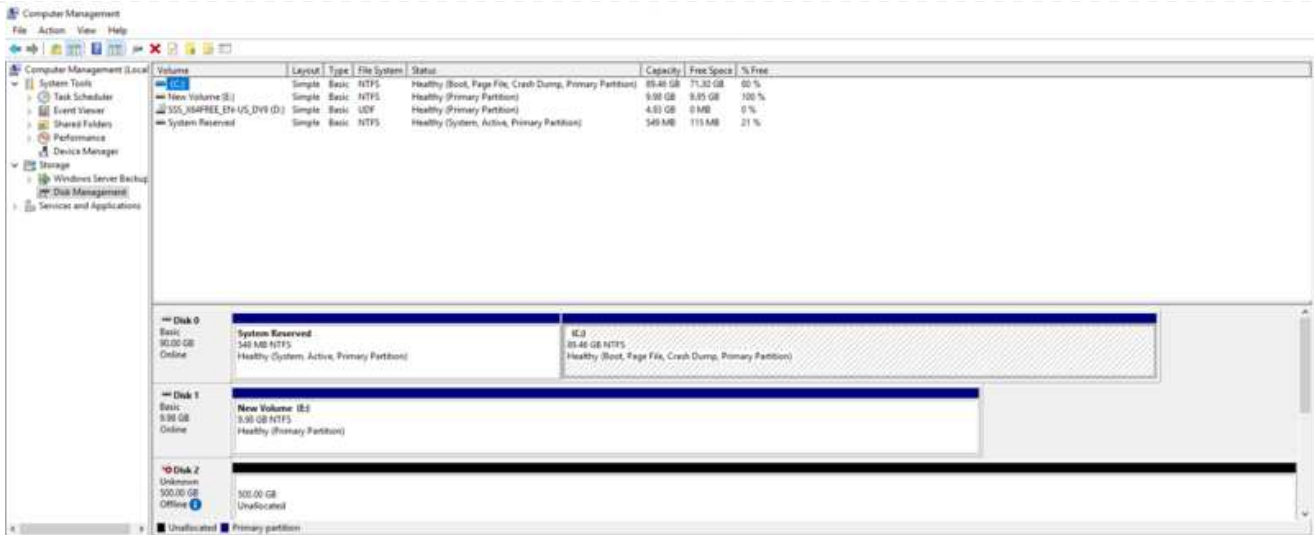 Computer Management
File Action View Help
Computer Management (Local
System Tools
Task Scheduler
Event Viewer
Shared Folders
Performance
Device Manager
Storage
Windows Server Backup
Disk Management
Services and Applications
Volume Layout Type File System Status Capacity Free Space % Free
(C:) Simple Basic NTFS Healthy (Boot, Page File, Crash Dump, Primary Partition) 89.46 GB 71.30 GB 80 %
New Volume (E:) Simple Basic NTFS Healthy (Primary Partition) 9.98 GB 9.95 GB 100 %
SSS_X64FREE_EN-US_DV9 (D:) Simple Basic UDF Healthy (Primary Partition) 4.93 GB 0 MB 0 %
System Reserved Simple Basic NTFS Healthy (System, Active, Primary Partition) 549 MB 115 MB 21 %
Disk 0
Basic
90.00 GB
Online
System Reserved
549 MB NTFS
Healthy (System, Active, Primary Partition)
(C:)
89.46 GB NTFS
Healthy (Boot, Page File, Crash Dump, Primary Partition)
Disk 1
Basic
9.98 GB
Online
New Volume (E:)
9.98 GB NTFS
Healthy (Primary Partition)
Disk 2
Unknown
500.00 GB
Offline
500.00 GB
Unallocated
Unallocated Primary partition